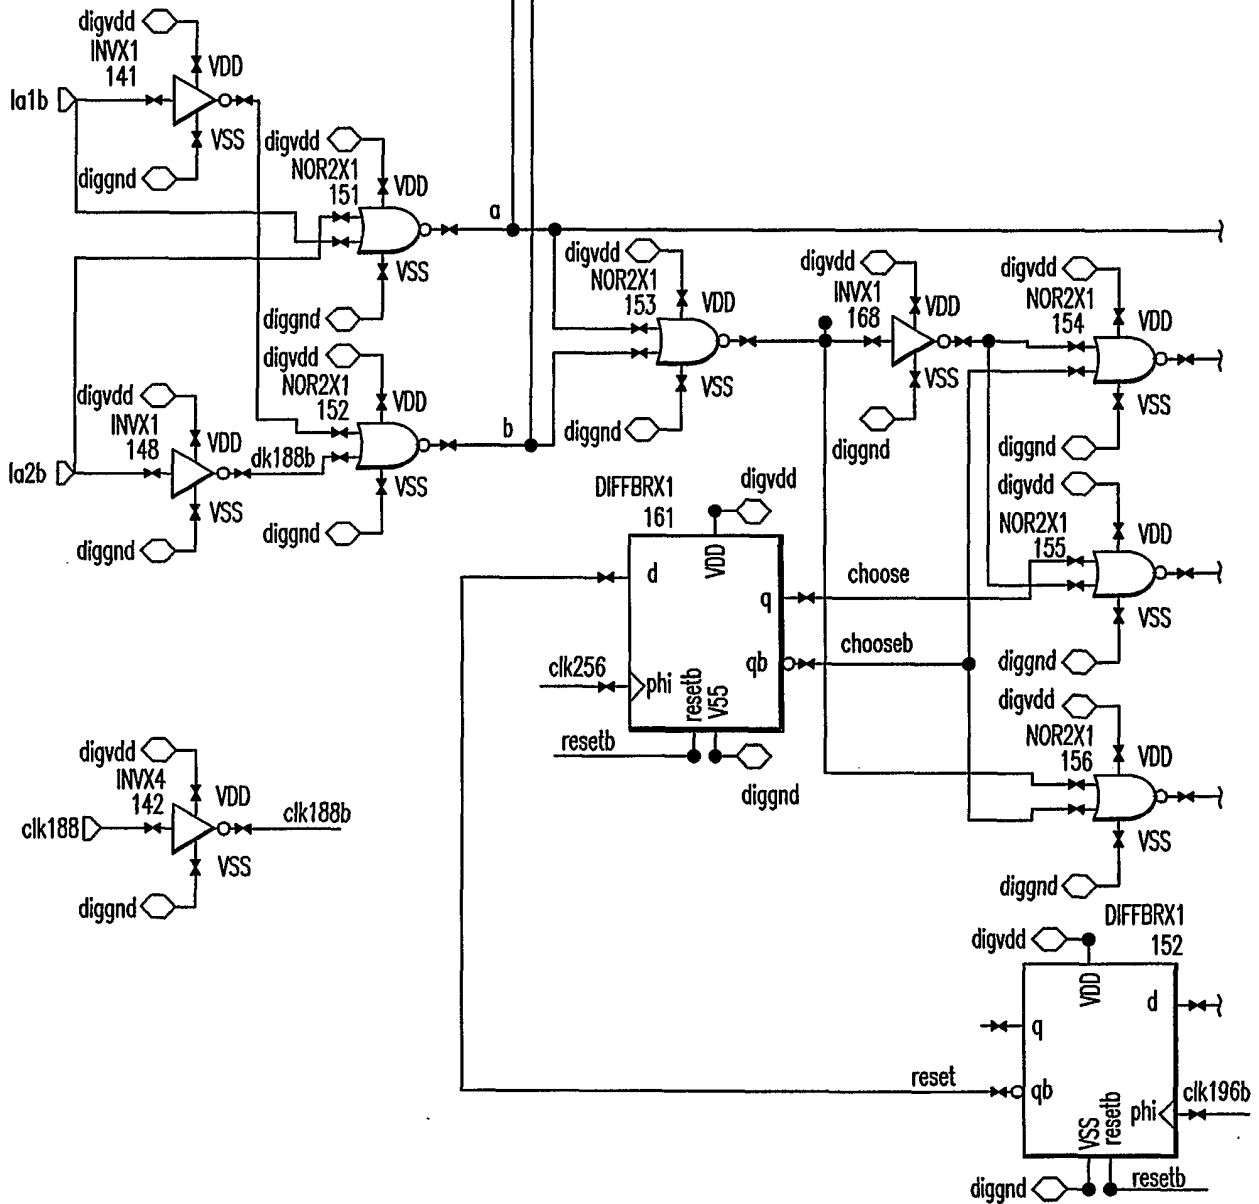 digvdd
INVX1
141
VDD
la1b
VSS
diggnd
digvdd
NOR2X1
151
VDD
a
VSS
diggnd
digvdd
NOR2X1
153
VDD
VSS
diggnd
digvdd
INVX1
168
VDD
VSS
diggnd
digvdd
NOR2X1
154
VDD
VSS
diggnd
digvdd
NOR2X1
152
VDD
b
VSS
diggnd
digvdd
INVX1
148
VDD
la2b
dk188b
VSS
diggnd
DIFFBRX1
161
digvdd
VDD
d
q
qb
phi
resetb
V55
clk256
resetb
diggnd
choose
chooseb
digvdd
NOR2X1
155
VDD
VSS
diggnd
digvdd
NOR2X1
156
VDD
VSS
diggnd
digvdd
INVX4
142
VDD
clk188
clk188b
VSS
diggnd
DIFFBRX1
152
digvdd
VDD
d
q
reset
qb
phi
clk196b
VSS
resetb
diggnd
resetb